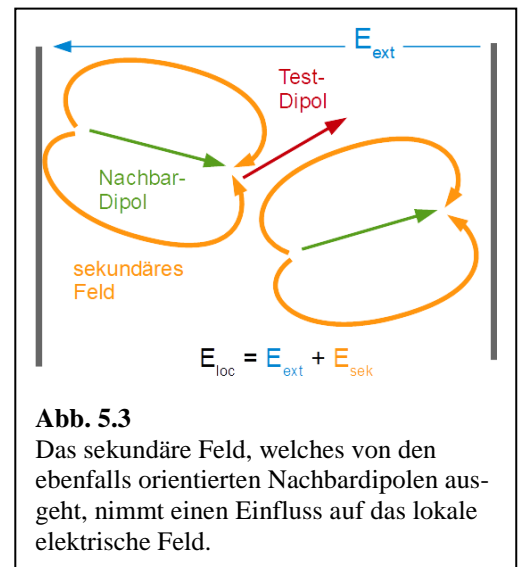 E_ext
Test-
Dipol
Nachbar-
Dipol
sekundäres
Feld
E_loc = E_ext + E_sek
Abb. 5.3
Das sekundäre Feld, welches von den
ebenfalls orientierten Nachbardipolen aus-
geht, nimmt einen Einfluss auf das lokale
elektrische Feld.